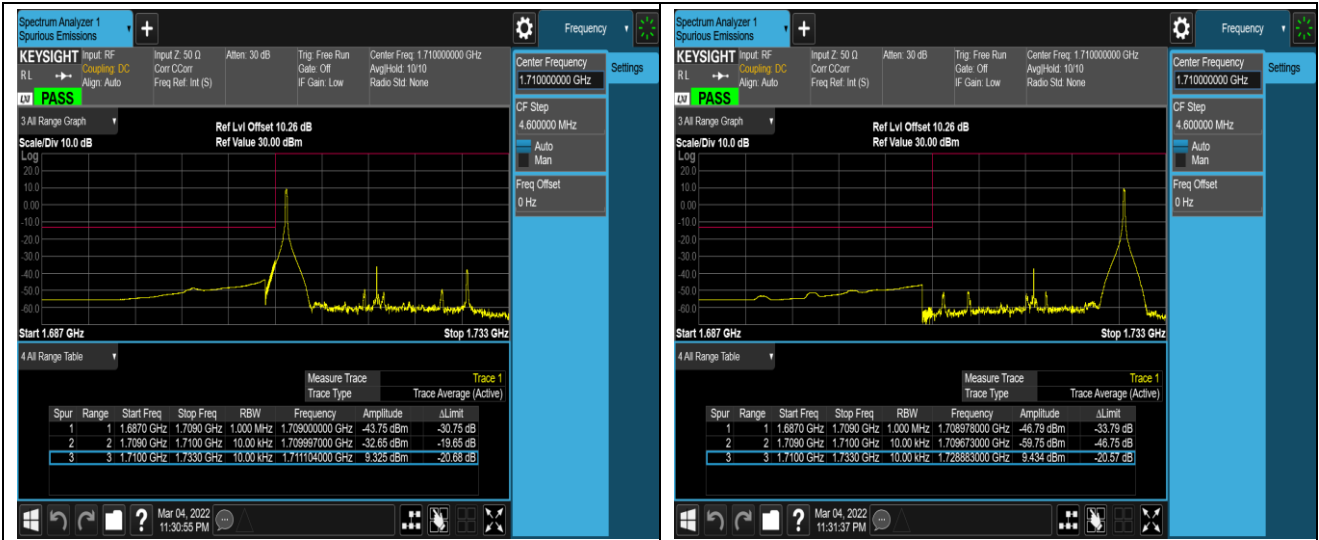 Spectrum Analyzer 1
Spurious Emissions
+
Frequency
KEYSIGHT
RL
Input: RF
Coupling: DC
Align: Auto
Input Z: 50 Ω
Corr CCorr
Freq Ref: Int (S)
Atten: 30 dB
Trig: Free Run
Gate: Off
IF Gain: Low
Center Freq: 1.710000000 GHz
Avg|Hold: 10/10
Radio Std: None
PASS
Center Frequency
1.710000000 GHz
Settings
CF Step
4.600000 MHz
Auto
Man
Freq Offset
0 Hz
3 All Range Graph
Ref Lvl Offset 10.26 dB
Scale/Div 10.0 dB
Ref Value 30.00 dBm
Log
20.0
10.0
0.00
-10.0
-20.0
-30.0
-40.0
-50.0
-60.0
Start 1.687 GHz
Stop 1.733 GHz
4 All Range Table
Measure Trace Trace 1
Trace Type Trace Average (Active)
Spur Range Start Freq Stop Freq RBW Frequency Amplitude ΔLimit
1 1 1.6870 GHz 1.7090 GHz 1.000 MHz 1.709000000 GHz -43.75 dBm -30.75 dB
2 2 1.7090 GHz 1.7100 GHz 10.00 kHz 1.709997000 GHz -32.65 dBm -19.65 dB
3 3 1.7100 GHz 1.7330 GHz 10.00 kHz 1.711104000 GHz 9.325 dBm -20.68 dB
?
Mar 04, 2022
11:30:55 PM
Spectrum Analyzer 1
Spurious Emissions
+
Frequency
KEYSIGHT
RL
Input: RF
Coupling: DC
Align: Auto
Input Z: 50 Ω
Corr CCorr
Freq Ref: Int (S)
Atten: 30 dB
Trig: Free Run
Gate: Off
IF Gain: Low
Center Freq: 1.710000000 GHz
Avg|Hold: 10/10
Radio Std: None
PASS
Center Frequency
1.710000000 GHz
Settings
CF Step
4.600000 MHz
Auto
Man
Freq Offset
0 Hz
3 All Range Graph
Ref Lvl Offset 10.26 dB
Scale/Div 10.0 dB
Ref Value 30.00 dBm
Log
20.0
10.0
0.00
-10.0
-20.0
-30.0
-40.0
-50.0
-60.0
Start 1.687 GHz
Stop 1.733 GHz
4 All Range Table
Measure Trace Trace 1
Trace Type Trace Average (Active)
Spur Range Start Freq Stop Freq RBW Frequency Amplitude ΔLimit
1 1 1.6870 GHz 1.7090 GHz 1.000 MHz 1.708978000 GHz -46.79 dBm -33.79 dB
2 2 1.7090 GHz 1.7100 GHz 10.00 kHz 1.709673000 GHz -59.75 dBm -46.75 dB
3 3 1.7100 GHz 1.7330 GHz 10.00 kHz 1.728883000 GHz 9.434 dBm -20.57 dB
?
Mar 04, 2022
11:31:37 PM